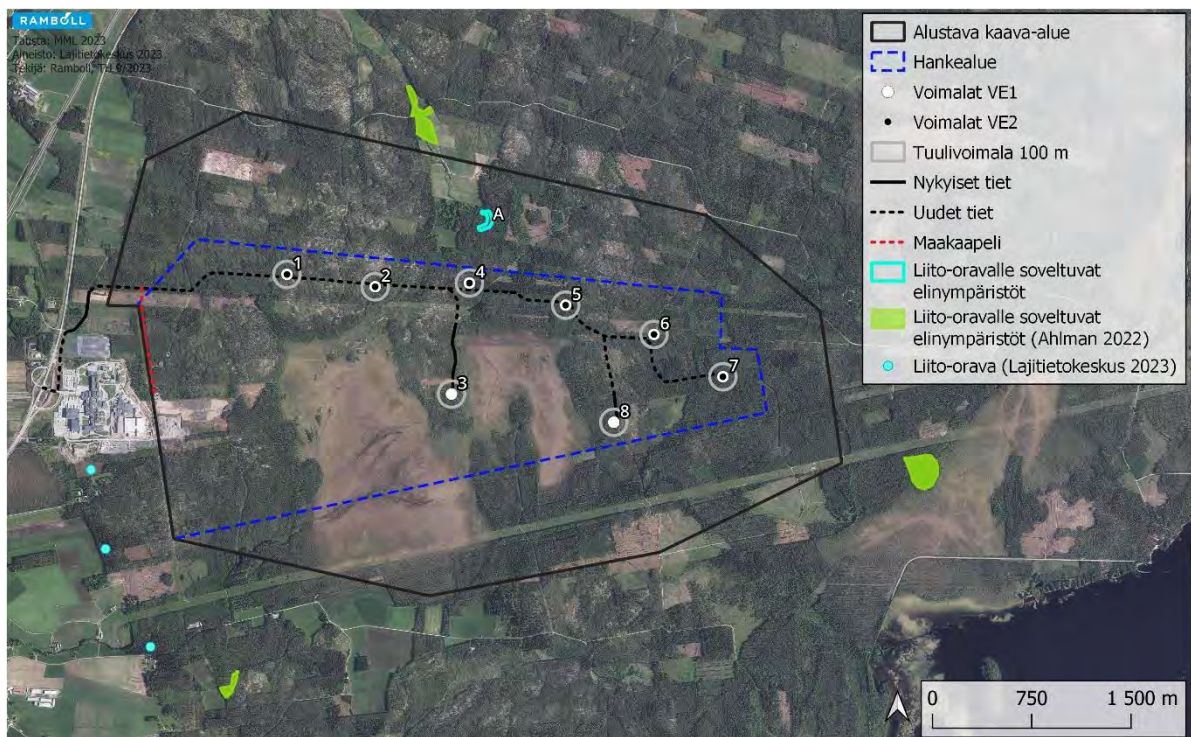 RAMBOLL
Tausta: MML 2023
Aineisto: Lajitietokeskus 2023
Tekijä: Ramboll, TH 9/2023
Alustava kaava-alue
Hankealue
Voimalat VE1
Voimalat VE2
Tuulivoimala 100 m
Nykyiset tiet
Uudet tiet
Maakaapeli
Liito-oravalle soveltuvat
elinympäristöt
Liito-oravalle soveltuvat
elinympäristöt (Ahlman 2022)
Liito-orava (Lajitietokeskus 2023)
A
1
2
4
5
6
7
3
8
0 750 1 500 m